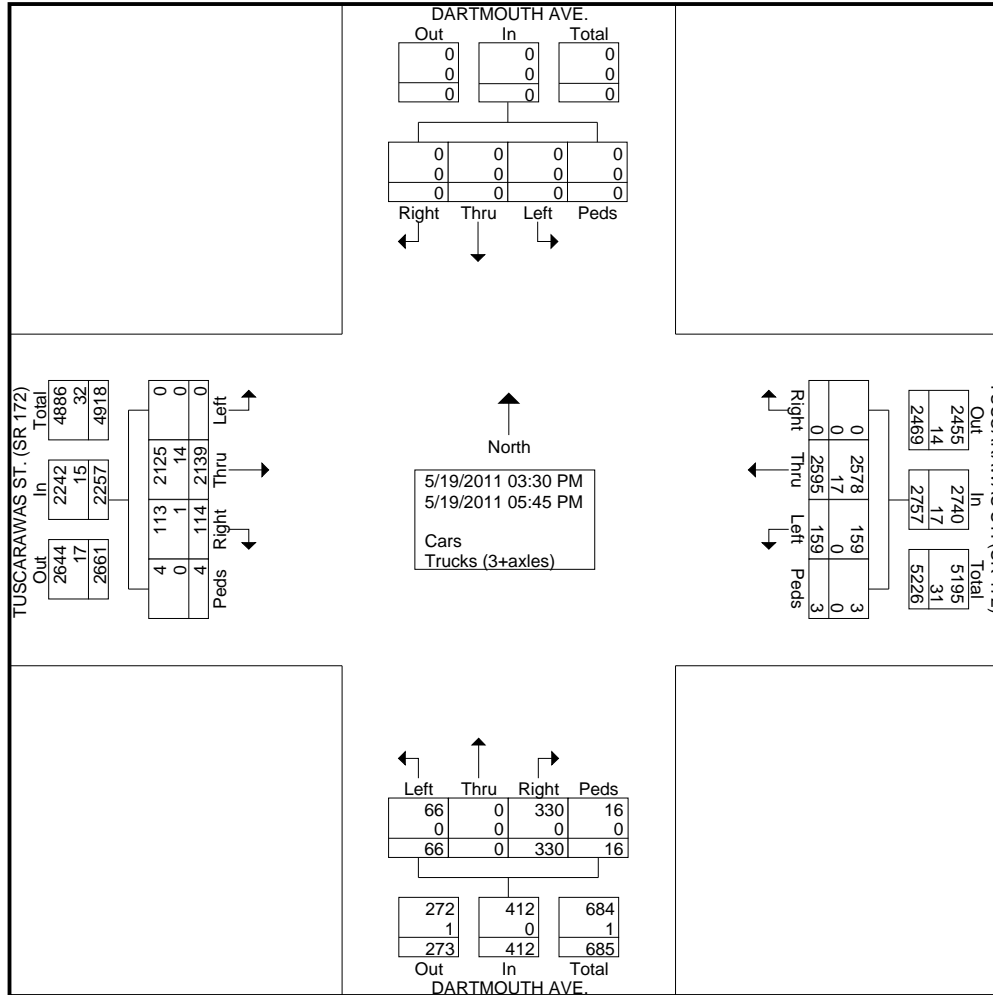 DARTMOUTH AVE.
Out In Total
0 0 0
0 0 0
0 0 0
0 0 0 0
0 0 0 0
0 0 0 0
Right Thru Left Peds
TUSCARAWAS ST. (SR 172)
Total In Out
4886 2242 2644
32 15 17
4918 2257 2661
0 2125 113 4
0 14 1 0
0 2139 114 4
Left Thru Right Peds
North
5/19/2011 03:30 PM
5/19/2011 05:45 PM
Cars
Trucks (3+axles)
Out In Total
2455 2740 5195
14 17 31
2469 2757 5226
0 2578 159 3
0 17 0 0
0 2595 159 3
Right Thru Left Peds
Left Thru Right Peds
66 0 330 16
0 0 0 0
66 0 330 16
272 412 684
1 0 1
273 412 685
Out In Total
DARTMOUTH AVE.